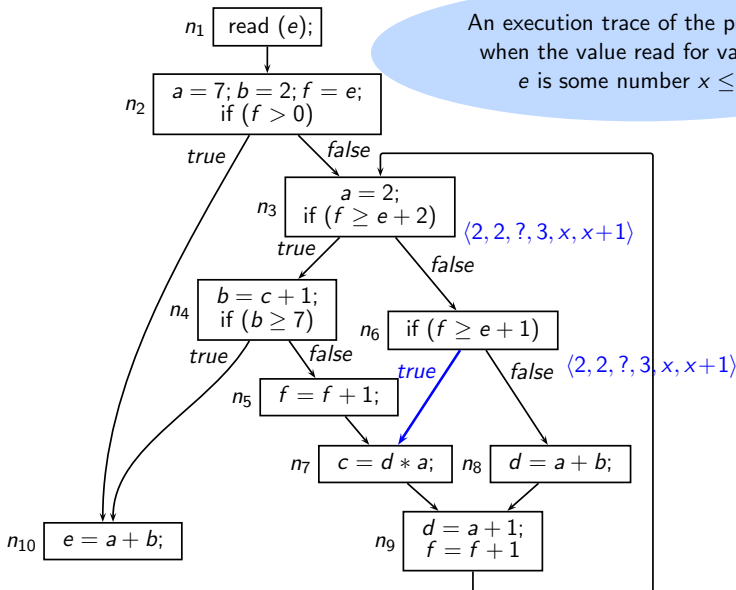 An execution trace of the p
when the value read for va
e is some number x ≤
n1 read (e);
n2 a = 7; b = 2; f = e;
if (f > 0)
true
false
n3 a = 2;
if (f ≥ e + 2)
⟨2, 2, ?, 3, x, x+1⟩
true
false
n4 b = c + 1;
if (b ≥ 7)
n6 if (f ≥ e + 1)
true
false
true
false
⟨2, 2, ?, 3, x, x+1⟩
n5 f = f + 1;
n7 c = d ∗ a;
n8 d = a + b;
n10 e = a + b;
n9 d = a + 1;
f = f + 1